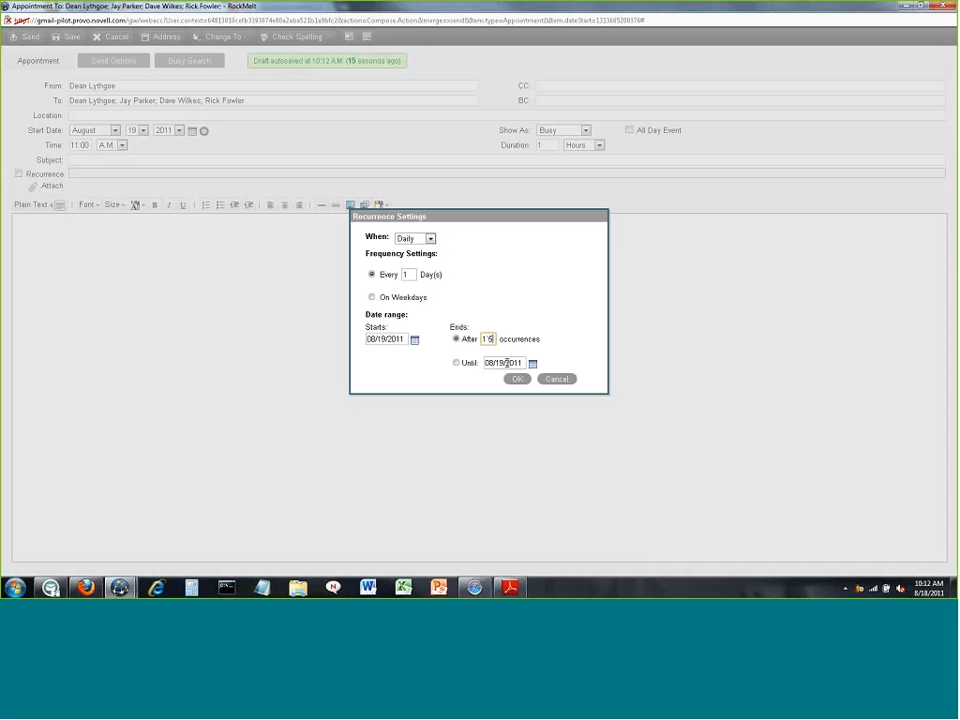 Appointment To: Dean Lythgoe; Jay Parker; Dave Wilkes; Rick Fowler; - RockMelt
Send Save Cancel Address Change To Check Spelling
Appointment Send Options Busy Search Draft autosaved at 10:12 A.M (15 seconds ago)
From: Dean Lythgoe CC:
To: Dean Lythgoe; Jay Parker; Dave Wilkes; Rick Fowler BC:
Location:
Start Date: August 19 2011 Show As: Busy All Day Event
Time: 11:00 A.M. Duration: 1 Hours
Subject:
Recurrence
Attach
Plain Text Font Size B I U
Recurrence Settings
When: Daily
Frequency Settings:
Every 1 Day(s)
On Weekdays
Date range:
Starts: Ends:
08/19/2011 After 1'5 occurrences
Until: 08/19/2011
OK Cancel
10:12 AM
8/18/2011